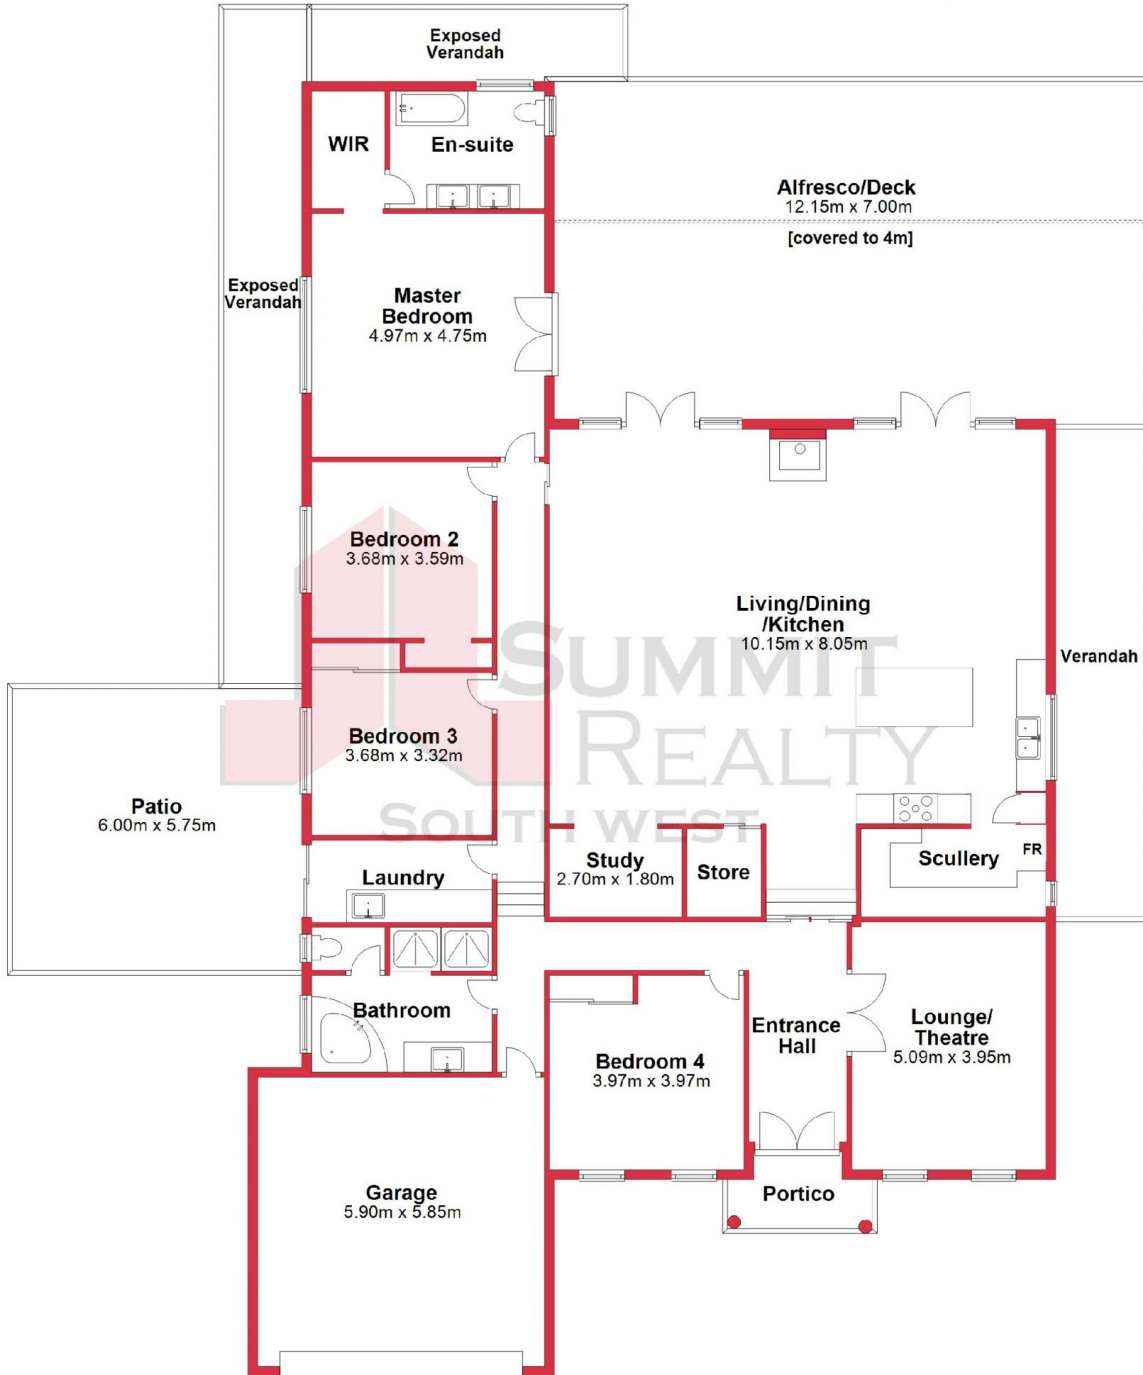 Exposed
Verandah
WIR
En-suite
Alfresco/Deck
12.15m x 7.00m
[covered to 4m]
Exposed
Verandah
Master
Bedroom
4.97m x 4.75m
Bedroom 2
3.68m x 3.59m
Living/Dining
/Kitchen
10.15m x 8.05m
Verandah
SUMMIT
REALTY
SOUTH WEST
Bedroom 3
3.68m x 3.32m
Patio
6.00m x 5.75m
Laundry
Study
2.70m x 1.80m
Store
Scullery
FR
Bathroom
Entrance
Hall
Lounge/
Theatre
5.09m x 3.95m
Bedroom 4
3.97m x 3.97m
Garage
5.90m x 5.85m
Portico